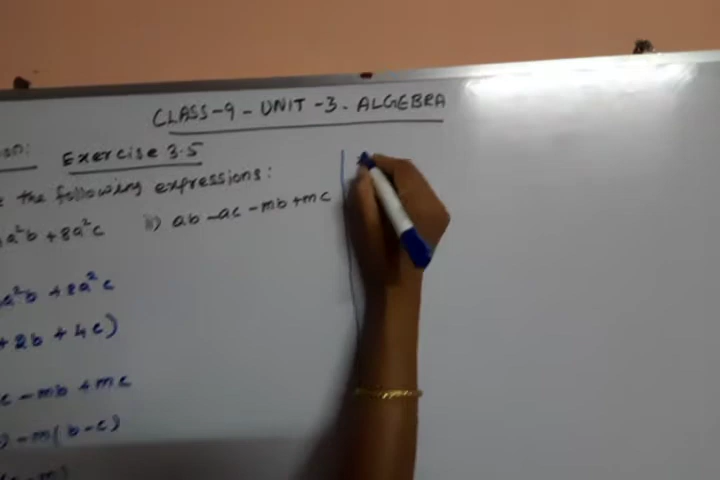 CLASS-9 - UNIT -3. ALGEBRA
Exercise 3.5
the following expressions:
a²b + 8a²c ii) ab - ac - mb + mc
a²b + 8a²c
+ 2b + 4c)
c - mb + mc
) - m(b-c)